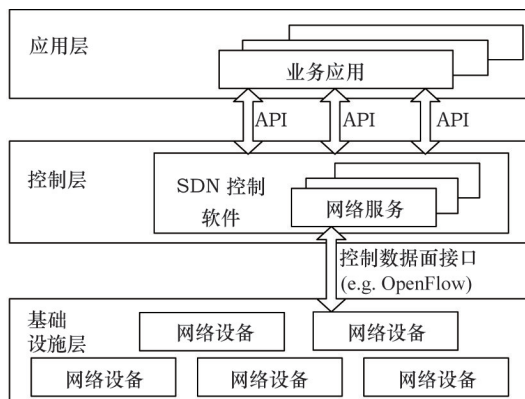 应用层
业务应用
API
API
API
控制层
SDN 控制
软件
网络服务
控制数据面接口
(e.g. OpenFlow)
基础
设施层
网络设备
网络设备
网络设备
网络设备
网络设备